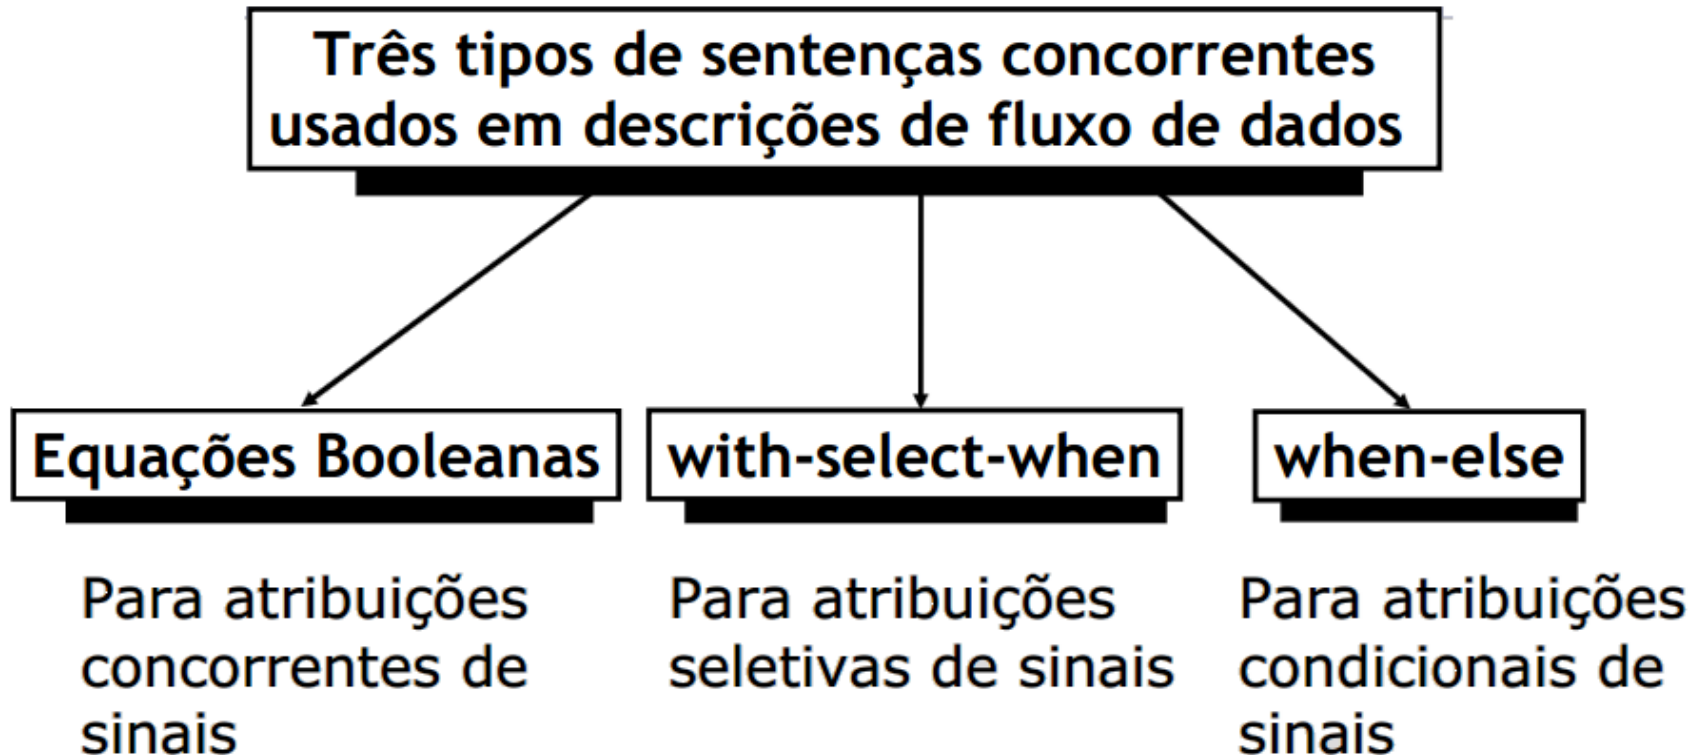 Três tipos de sentenças concorrentes
usados em descrições de fluxo de dados
Equações Booleanas
with-select-when
when-else
Para atribuições
concorrentes de
sinais
Para atribuições
seletivas de sinais
Para atribuições
condicionais de
sinais